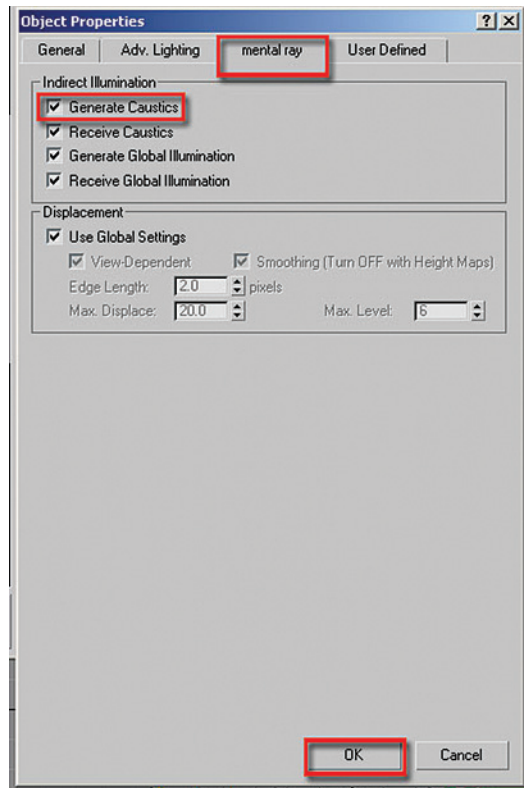 Object Properties
General Adv. Lighting mental ray User Defined
Indirect Illumination
Generate Caustics
Receive Caustics
Generate Global Illumination
Receive Global Illumination
Displacement
Use Global Settings
View-Dependent Smoothing (Turn OFF with Height Maps)
Edge Length: 2.0 pixels
Max. Displace: 20.0 Max. Level: 6
OK Cancel